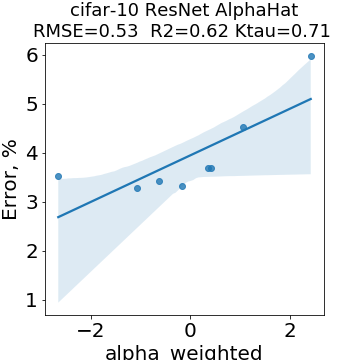 cifar-10 ResNet AlphaHat
RMSE=0.53 R2=0.62 Ktau=0.71
Error, %
6
5
4
3
2
1
−2
0
2
alpha_weighted